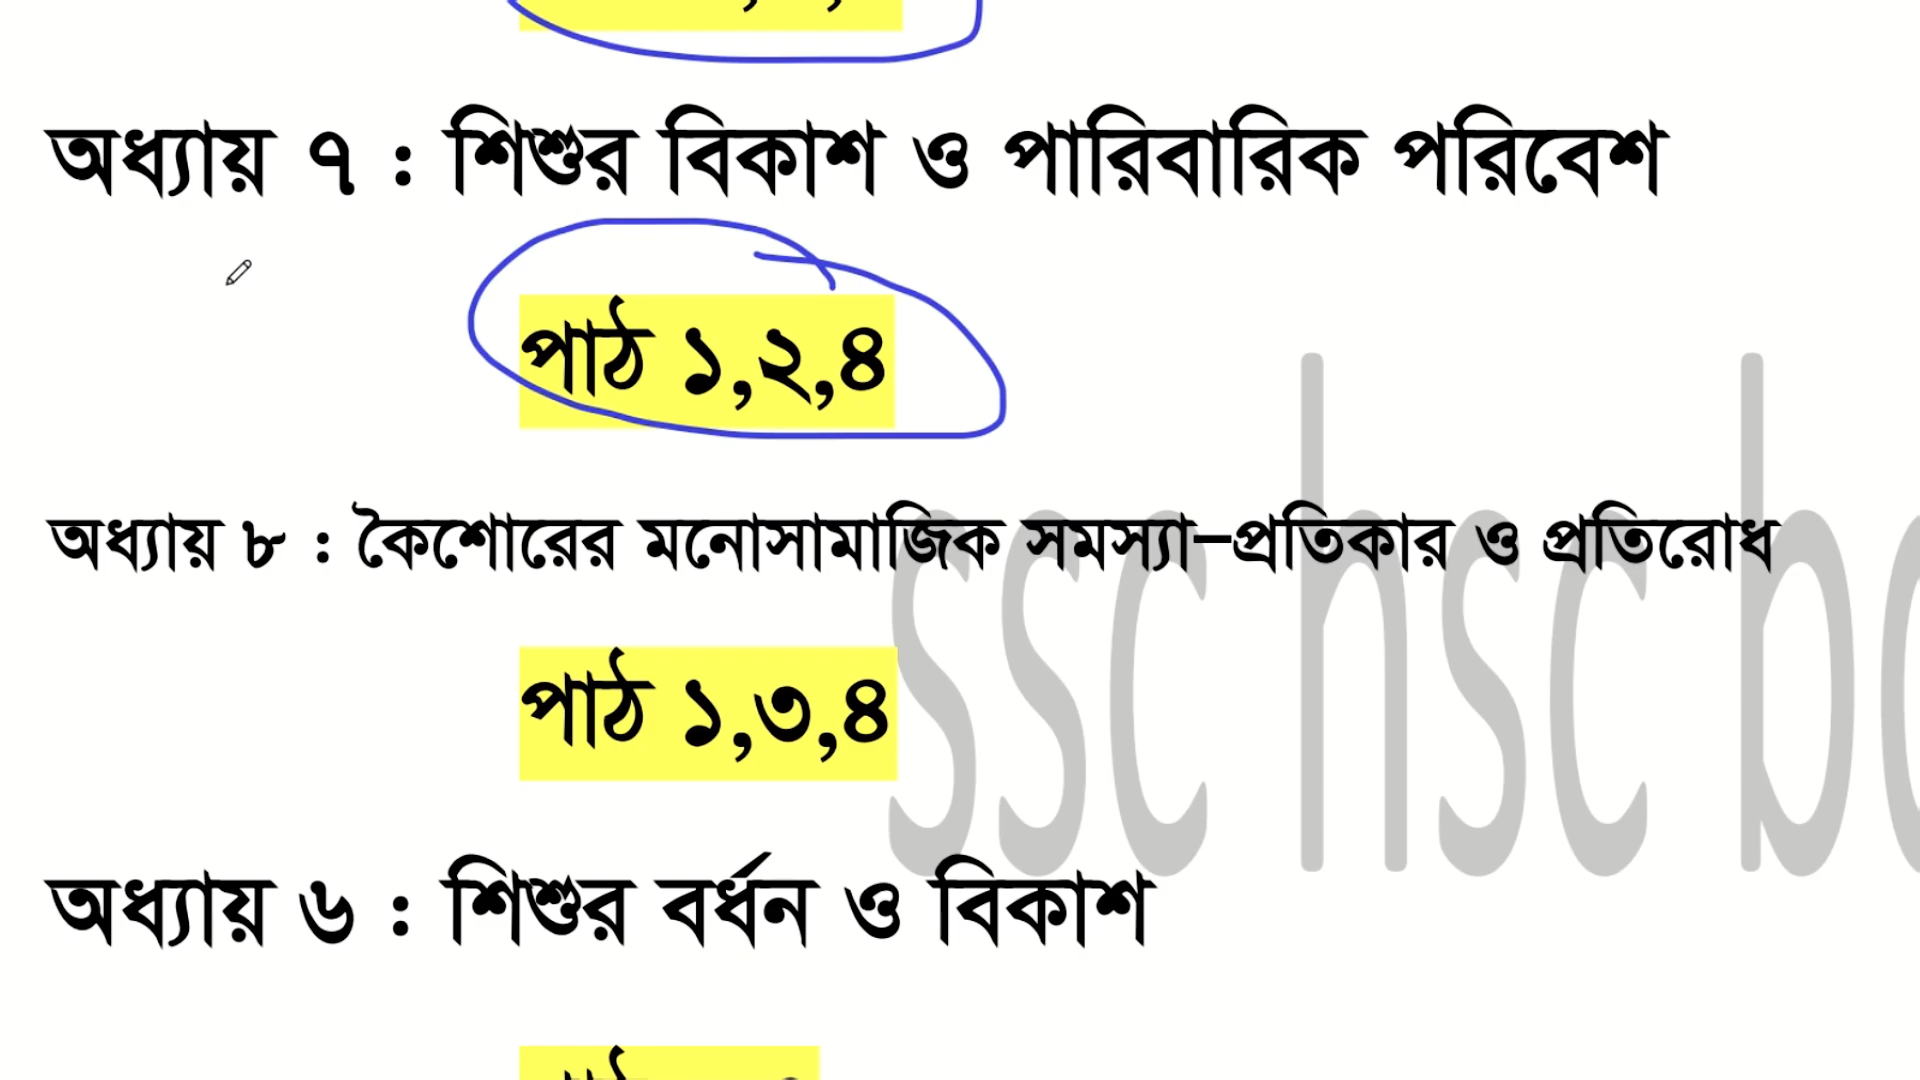 অধ্যায় ৭ : শিশুর বিকাশ ও পারিবারিক পরিবেশ
পাঠ ১,২,৪
অধ্যায় ৮ : কৈশোরের মনোসামাজিক সমস্যা–প্রতিকার ও প্রতিরোধ
পাঠ ১,৩,৪
ssc hsc
অধ্যায় ৬ : শিশুর বর্ধন ও বিকাশ